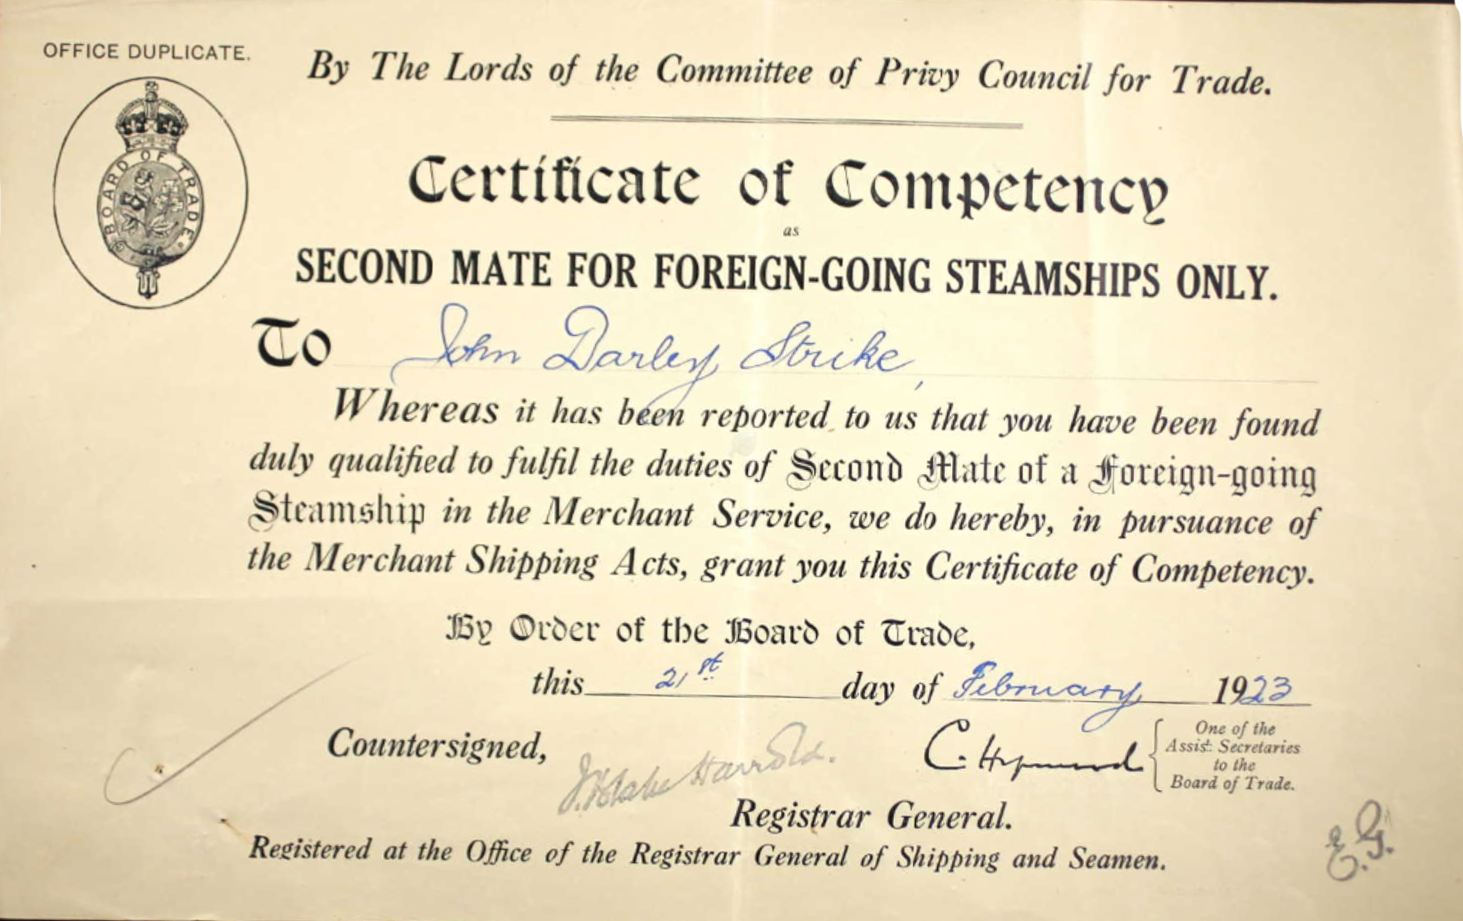 OFFICE DUPLICATE.
By The Lords of the Committee of Privy Council for Trade.
BOARD OF TRADE
Certificate of Competency
as
SECOND MATE FOR FOREIGN-GOING STEAMSHIPS ONLY.
To John Darley Strike,
Whereas it has been reported to us that you have been found
duly qualified to fulfil the duties of Second Mate of a Foreign-going
Steamship in the Merchant Service, we do hereby, in pursuance of
the Merchant Shipping Acts, grant you this Certificate of Competency.
By Order of the Board of Trade,
this 21st day of February 1923
Countersigned,
C. Hipwood
One of the
Assist. Secretaries
to the
Board of Trade.
Registrar General.
Registered at the Office of the Registrar General of Shipping and Seamen.
E.G.